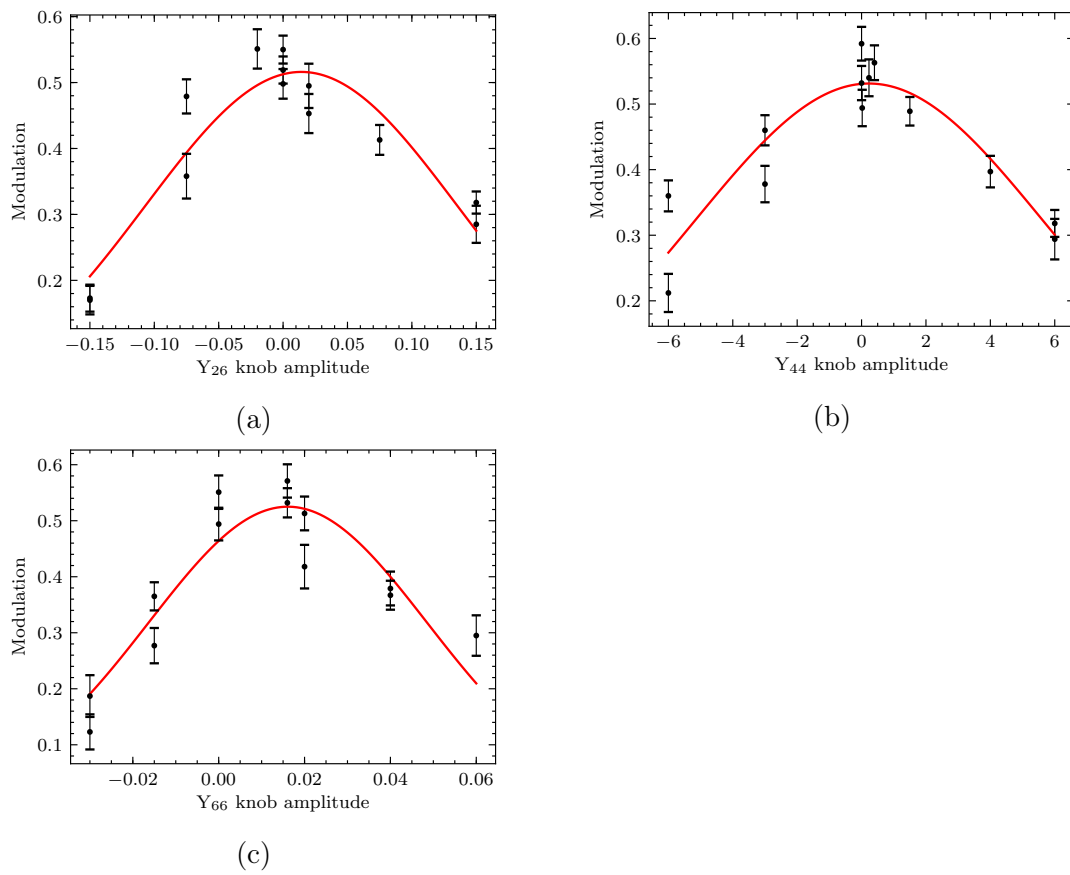 0.6
0.5
0.4
0.3
0.2
Modulation
−0.15 −0.10 −0.05 0.00 0.05 0.10 0.15
Y₂₆ knob amplitude
(a)
0.6
0.5
0.4
0.3
0.2
Modulation
−6 −4 −2 0 2 4 6
Y₄₄ knob amplitude
(b)
0.6
0.5
0.4
0.3
0.2
0.1
Modulation
−0.02 0.00 0.02 0.04 0.06
Y₆₆ knob amplitude
(c)